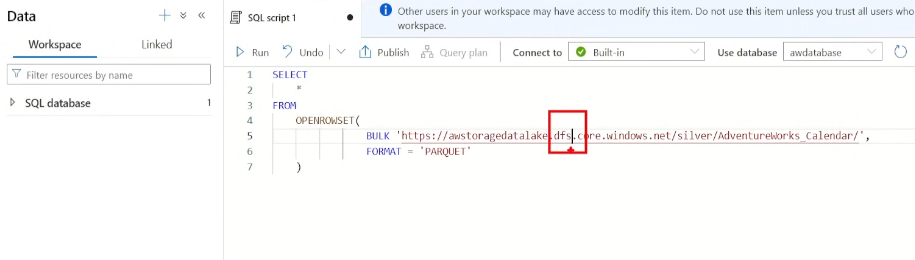 Data
SQL script 1
Other users in your workspace may have access to modify this item. Do not use this item unless you trust all users who
workspace.
Workspace
Linked
Run
Undo
Publish
Query plan
Connect to
Built-in
Use database
awdatabase
Filter resources by name
SQL database
1
1 SELECT
2 *
3 FROM
4 OPENROWSET(
5 BULK 'https://awstoragedatalake.dfs.core.windows.net/silver/AdventureWorks_Calendar/',
6 FORMAT = 'PARQUET'
7 )